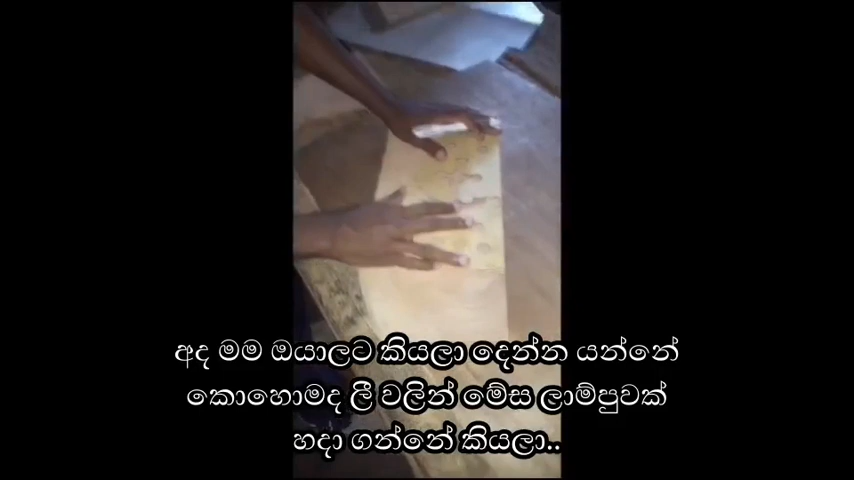 අද මම ඔයාලට කියලා දෙන්න යන්නේ
කොහොමද ලී වලින් මේස ලාම්පුවක්
හදා ගන්නේ කියලා..